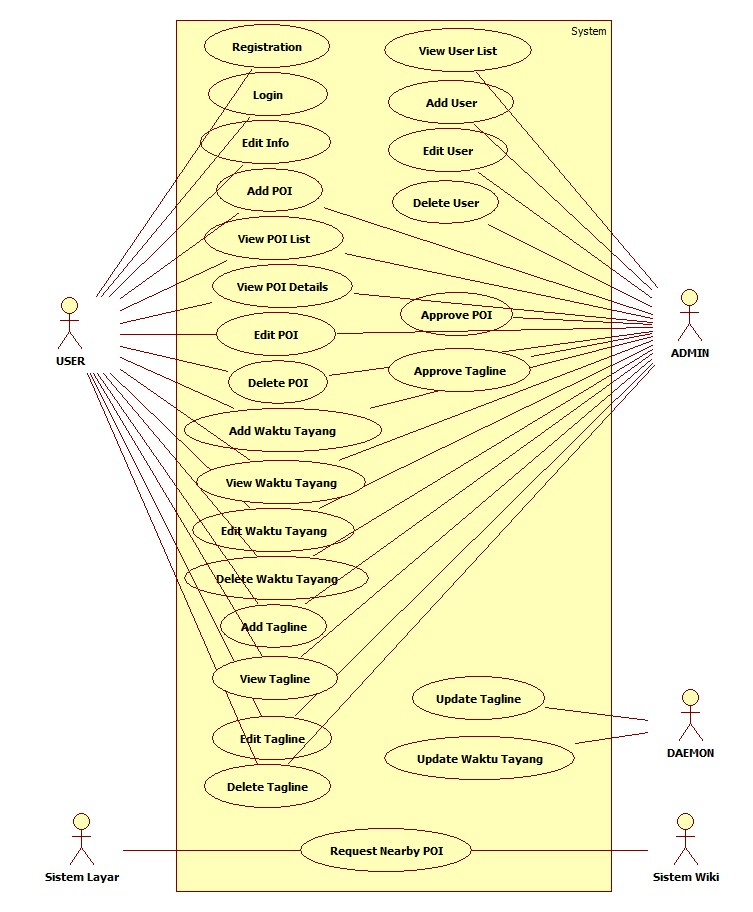 System
Registration
View User List
Login
Add User
Edit Info
Edit User
Add POI
Delete User
View POI List
View POI Details
Approve POI
Edit POI
USER
ADMIN
Delete POI
Approve Tagline
Add Waktu Tayang
View Waktu Tayang
Edit Waktu Tayang
Delete Waktu Tayang
Add Tagline
View Tagline
Update Tagline
Edit Tagline
DAEMON
Update Waktu Tayang
Delete Tagline
Request Nearby POI
Sistem Layar
Sistem Wiki